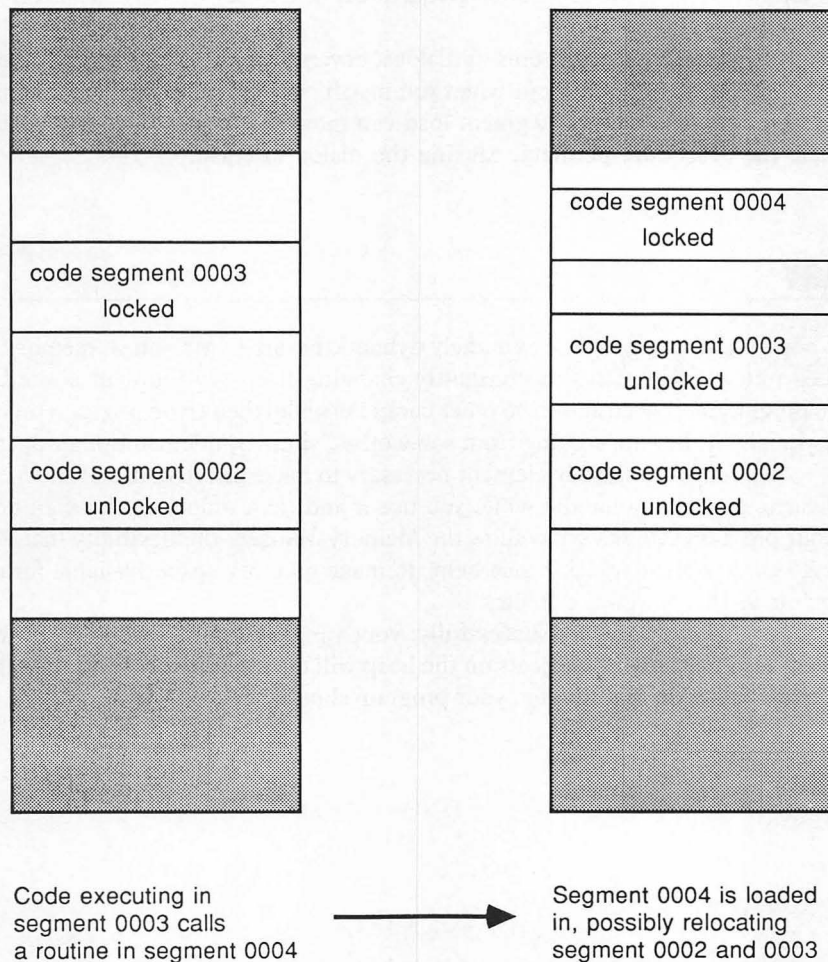 code segment 0003
locked
code segment 0002
unlocked
code segment 0004
locked
code segment 0003
unlocked
code segment 0002
unlocked
Code executing in
segment 0003 calls
a routine in segment 0004
Segment 0004 is loaded
in, possibly relocating
segment 0002 and 0003